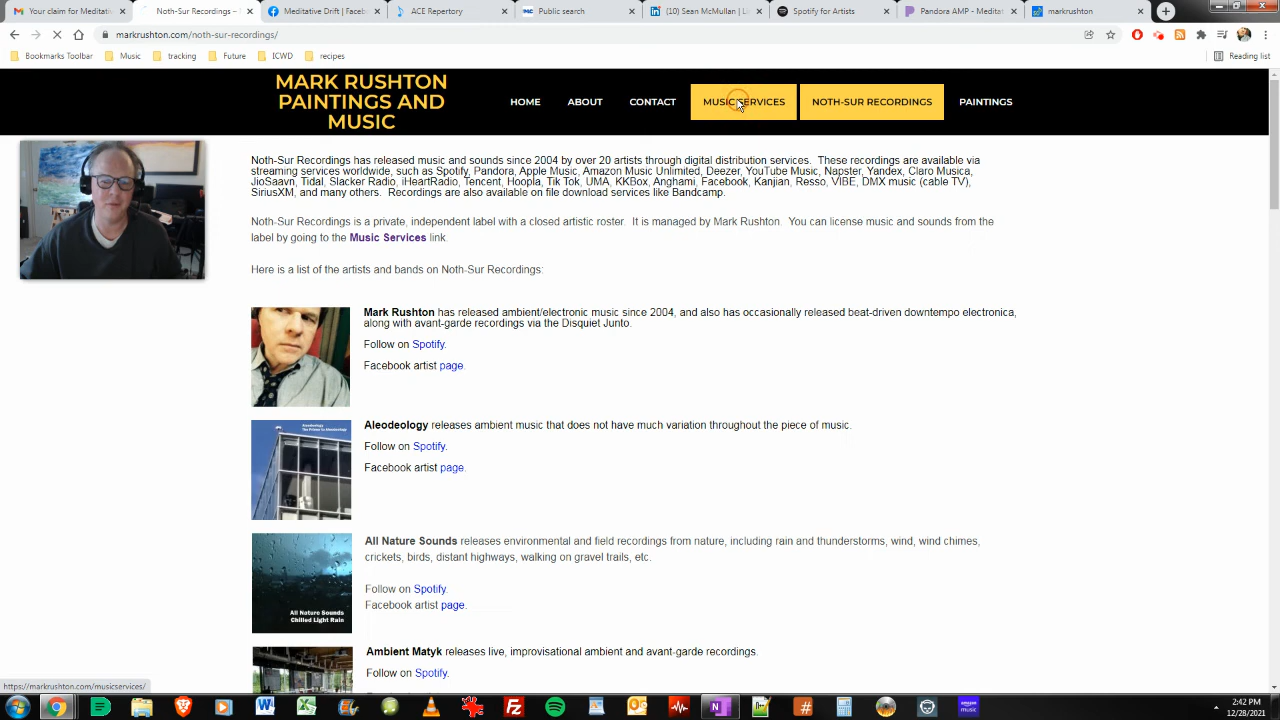 Your claim for Meditativ
Noth-Sur Recordings –
Meditative Drift | Faceb
ACE Repertory
Public search
(10) Sean McMullan | Li
Spotify for Artists
Pandora AMP - Meditat
markrushton
markrushton.com/noth-sur-recordings/
Bookmarks Toolbar
Music
tracking
Future
ICWD
recipes
Reading list
MARK RUSHTON
PAINTINGS AND
MUSIC
HOME
ABOUT
CONTACT
MUSIC SERVICES
NOTH-SUR RECORDINGS
PAINTINGS
Noth-Sur Recordings has released music and sounds since 2004 by over 20 artists through digital distribution services. These recordings are available via
streaming services worldwide, such as Spotify, Pandora, Apple Music, Amazon Music Unlimited, Deezer, YouTube Music, Napster, Yandex, Claro Musica,
JioSaavn, Tidal, Slacker Radio, iHeartRadio, Tencent, Hoopla, Tik Tok, UMA, KKBox, Anghami, Facebook, Kanjian, Resso, VIBE, DMX music (cable TV),
SiriusXM, and many others. Recordings are also available on file download services like Bandcamp.
Noth-Sur Recordings is a private, independent label with a closed artistic roster. It is managed by Mark Rushton. You can license music and sounds from the
label by going to the Music Services link.
Here is a list of the artists and bands on Noth-Sur Recordings:
Mark Rushton has released ambient/electronic music since 2004, and also has occasionally released beat-driven downtempo electronica,
along with avant-garde recordings via the Disquiet Junto.
Follow on Spotify.
Facebook artist page.
Aleodeology releases ambient music that does not have much variation throughout the piece of music.
Follow on Spotify.
Facebook artist page.
All Nature Sounds releases environmental and field recordings from nature, including rain and thunderstorms, wind, wind chimes,
crickets, birds, distant highways, walking on gravel trails, etc.
Follow on Spotify.
Facebook artist page.
All Nature Sounds
Chilled Light Rain
Ambient Matyk releases live, improvisational ambient and avant-garde recordings.
Follow on Spotify.
https://markrushton.com/musicservices/
2:42 PM
12/28/2021